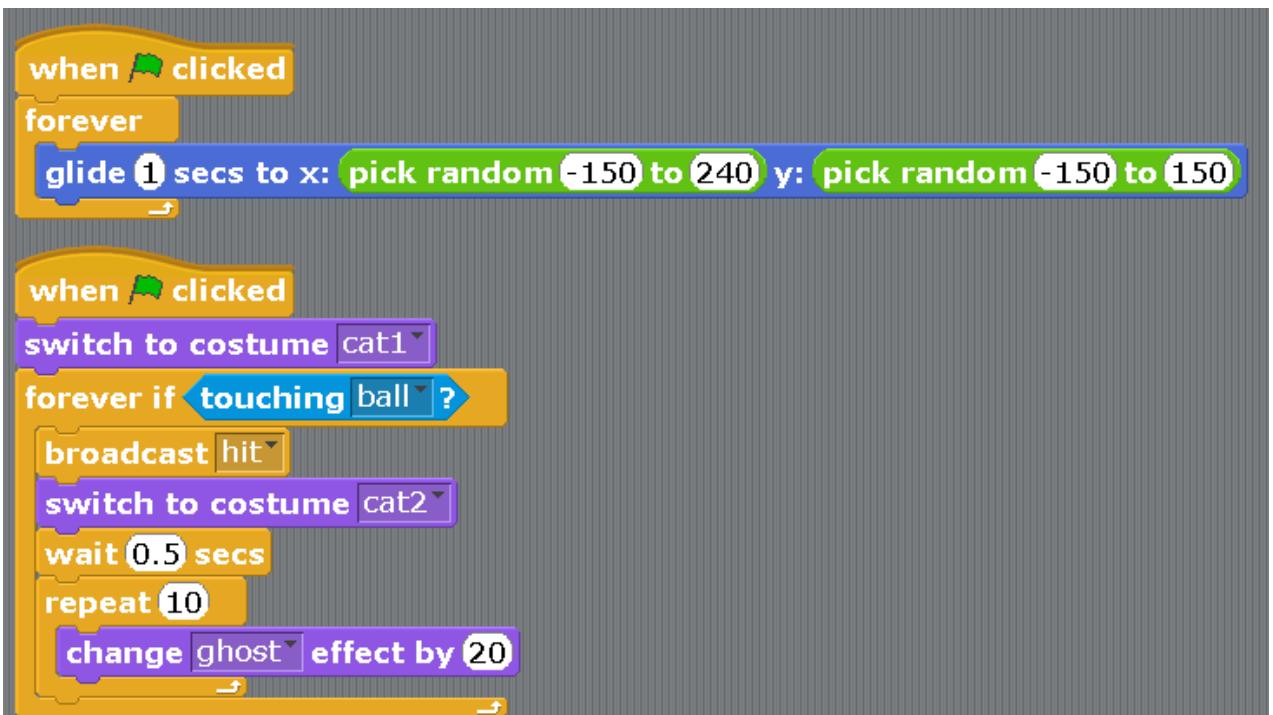 when clicked
forever
glide 1 secs to x: pick random -150 to 240 y: pick random -150 to 150
when clicked
switch to costume cat1
forever if touching ball ?
broadcast hit
switch to costume cat2
wait 0.5 secs
repeat 10
change ghost effect by 20